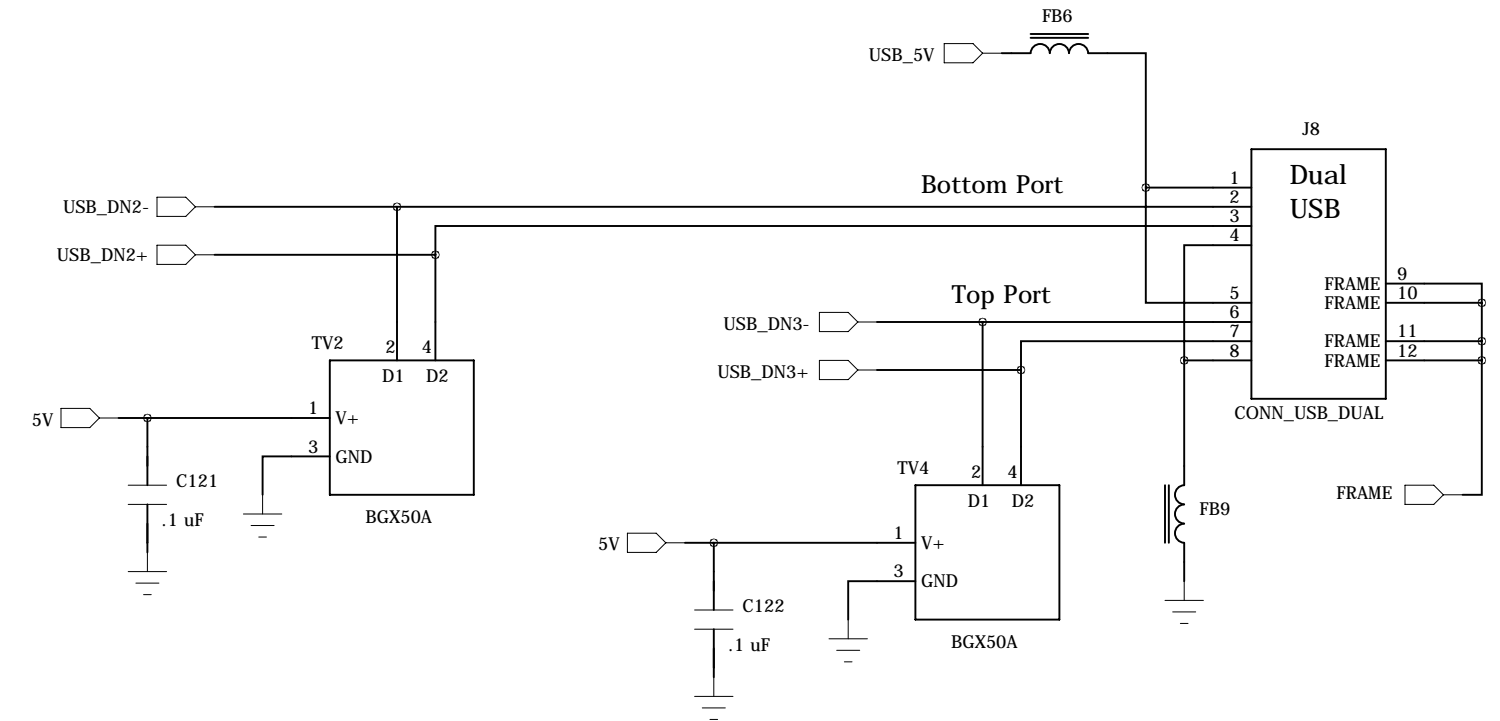 FB6
USB_5V
J8
Dual
USB
Bottom Port
1
2
3
4
USB_DN2-
USB_DN2+
Top Port
5
6
7
8
FRAME 9
FRAME 10
FRAME 11
FRAME 12
CONN_USB_DUAL
USB_DN3-
USB_DN3+
TV2
2 4
D1 D2
5V
1 V+
3 GND
C121
.1 uF
BGX50A
TV4
2 4
D1 D2
5V
1 V+
3 GND
C122
.1 uF
BGX50A
FB9
FRAME